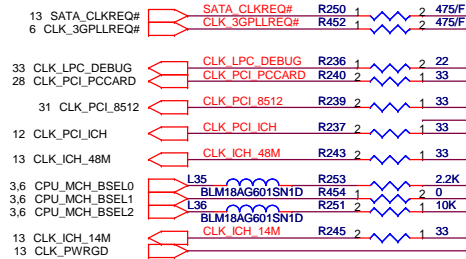 13 SATA_CLKREQ# SATA_CLKREQ# R250 1 2 475/F
6 CLK_3GPLLREQ# CLK_3GPLLREQ# R452 1 2 475/F
33 CLK_LPC_DEBUG CLK_LPC_DEBUG R236 1 2 22
28 CLK_PCI_PCCARD CLK_PCI_PCCARD R240 2 1 33
31 CLK_PCI_8512 CLK_PCI_8512 R239 2 1 33
12 CLK_PCI_ICH CLK_PCI_ICH R237 2 1 33
13 CLK_ICH_48M CLK_ICH_48M R243 2 1 33
3,6 CPU_MCH_BSEL0 L35 R253 2.2K
3,6 CPU_MCH_BSEL1 BLM18AG601SN1D R454 1 2 0
3,6 CPU_MCH_BSEL2 L36 R251 2 1 10K
BLM18AG601SN1D
13 CLK_ICH_14M CLK_ICH_14M R245 2 1 33
13 CLK_PWRGD